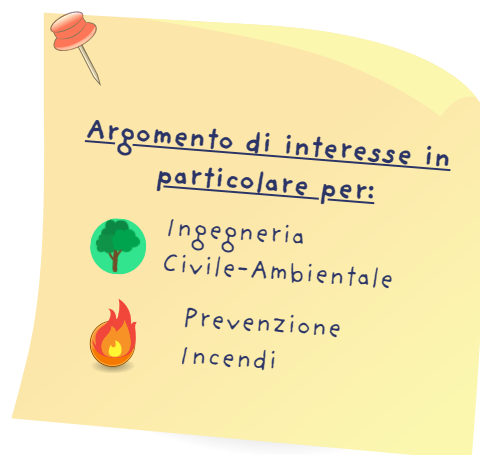 Argomento di interesse in
particolare per:
Ingegneria
Civile-Ambientale
Prevenzione
Incendi